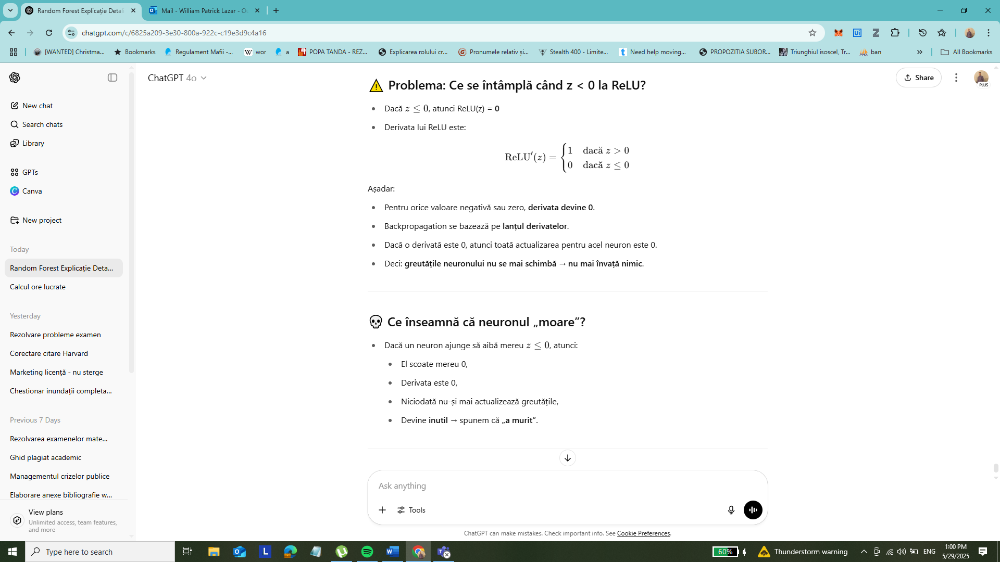 Random Forest Explicație Detali
Mail - William Patrick Lazar - Ou
chatgpt.com/c/6825a209-3e30-800a-922c-c19e3d9c4a16
[WANTED] Christma...
Bookmarks
Regulament Mafii -...
W wor
a
POPA TANDA - REZ...
Explicarea rolului cr...
Pronumele relativ și...
Stealth 400 - Limite...
t Need help moving...
PROPOZITIA SUBOR...
Triunghiul isoscel, Tr...
PMA ban
All Bookmarks
ChatGPT 4o
Share
PLUS
New chat
Search chats
Library
GPTs
Canva
New project
Today
Random Forest Explicație Deta...
Calcul ore lucrate
Yesterday
Rezolvare probleme examen
Corectare citare Harvard
Marketing licență - nu sterge
Chestionar inundații completa...
Previous 7 Days
Rezolvarea examenelor mate...
Ghid plagiat academic
Managementul crizelor publice
Elaborare anexe bibliografie w...
View plans
Unlimited access, team features,
and more
⚠️ Problema: Ce se întâmplă când z < 0 la ReLU?
• Dacă z ≤ 0, atunci ReLU(z) = 0
• Derivata lui ReLU este:
ReLU′(z) = { 1 dacă z > 0
0 dacă z ≤ 0
Așadar:
• Pentru orice valoare negativă sau zero, derivata devine 0.
• Backpropagation se bazează pe lanțul derivatelor.
• Dacă o derivată este 0, atunci toată actualizarea pentru acel neuron este 0.
• Deci: greutățile neuronului nu se mai schimbă → nu mai învață nimic.
💀 Ce înseamnă că neuronul „moare”?
• Dacă un neuron ajunge să aibă mereu z ≤ 0, atunci:
• El scoate mereu 0,
• Derivata este 0,
• Niciodată nu-și mai actualizează greutățile,
• Devine inutil → spunem că „a murit”.
Ask anything
Tools
ChatGPT can make mistakes. Check important info. See Cookie Preferences.
Type here to search
60%
Thunderstorm warning
ENG
1:00 PM
5/29/2025